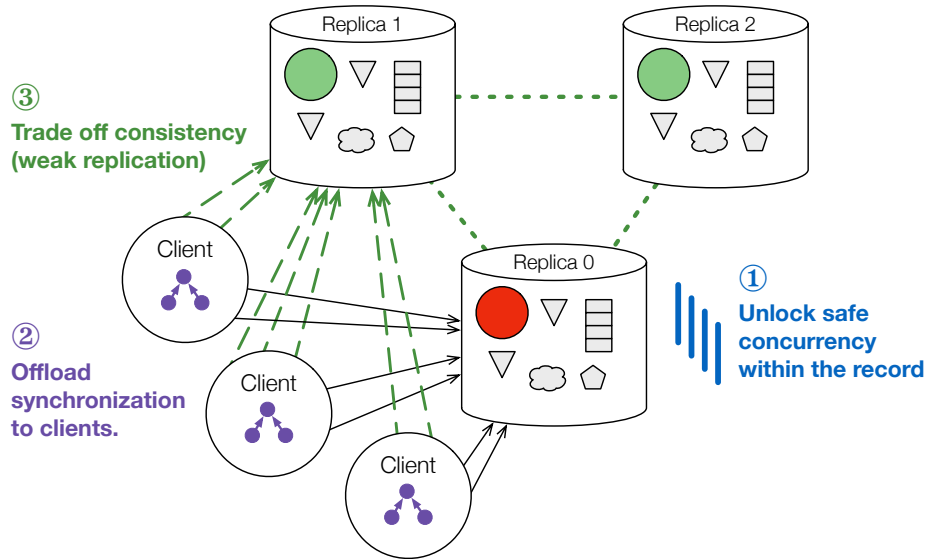 Replica 1
Replica 2
③
Trade off consistency
(weak replication)
Client
Replica 0
①
Unlock safe
concurrency
within the record
②
Offload
synchronization
to clients.
Client
Client